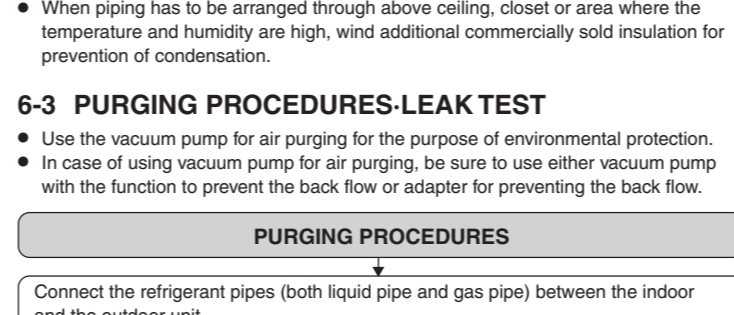 ● When piping has to be arranged through above ceiling, closet or area where the
temperature and humidity are high, wind additional commercially sold insulation for
prevention of condensation.
6-3 PURGING PROCEDURES·LEAK TEST
● Use the vacuum pump for air purging for the purpose of environmental protection.
● In case of using vacuum pump for air purging, be sure to use either vacuum pump
with the function to prevent the back flow or adapter for preventing the back flow.
PURGING PROCEDURES
Connect the refrigerant pipes (both liquid pipe and gas pipe) between the indoor
and the outdoor unit